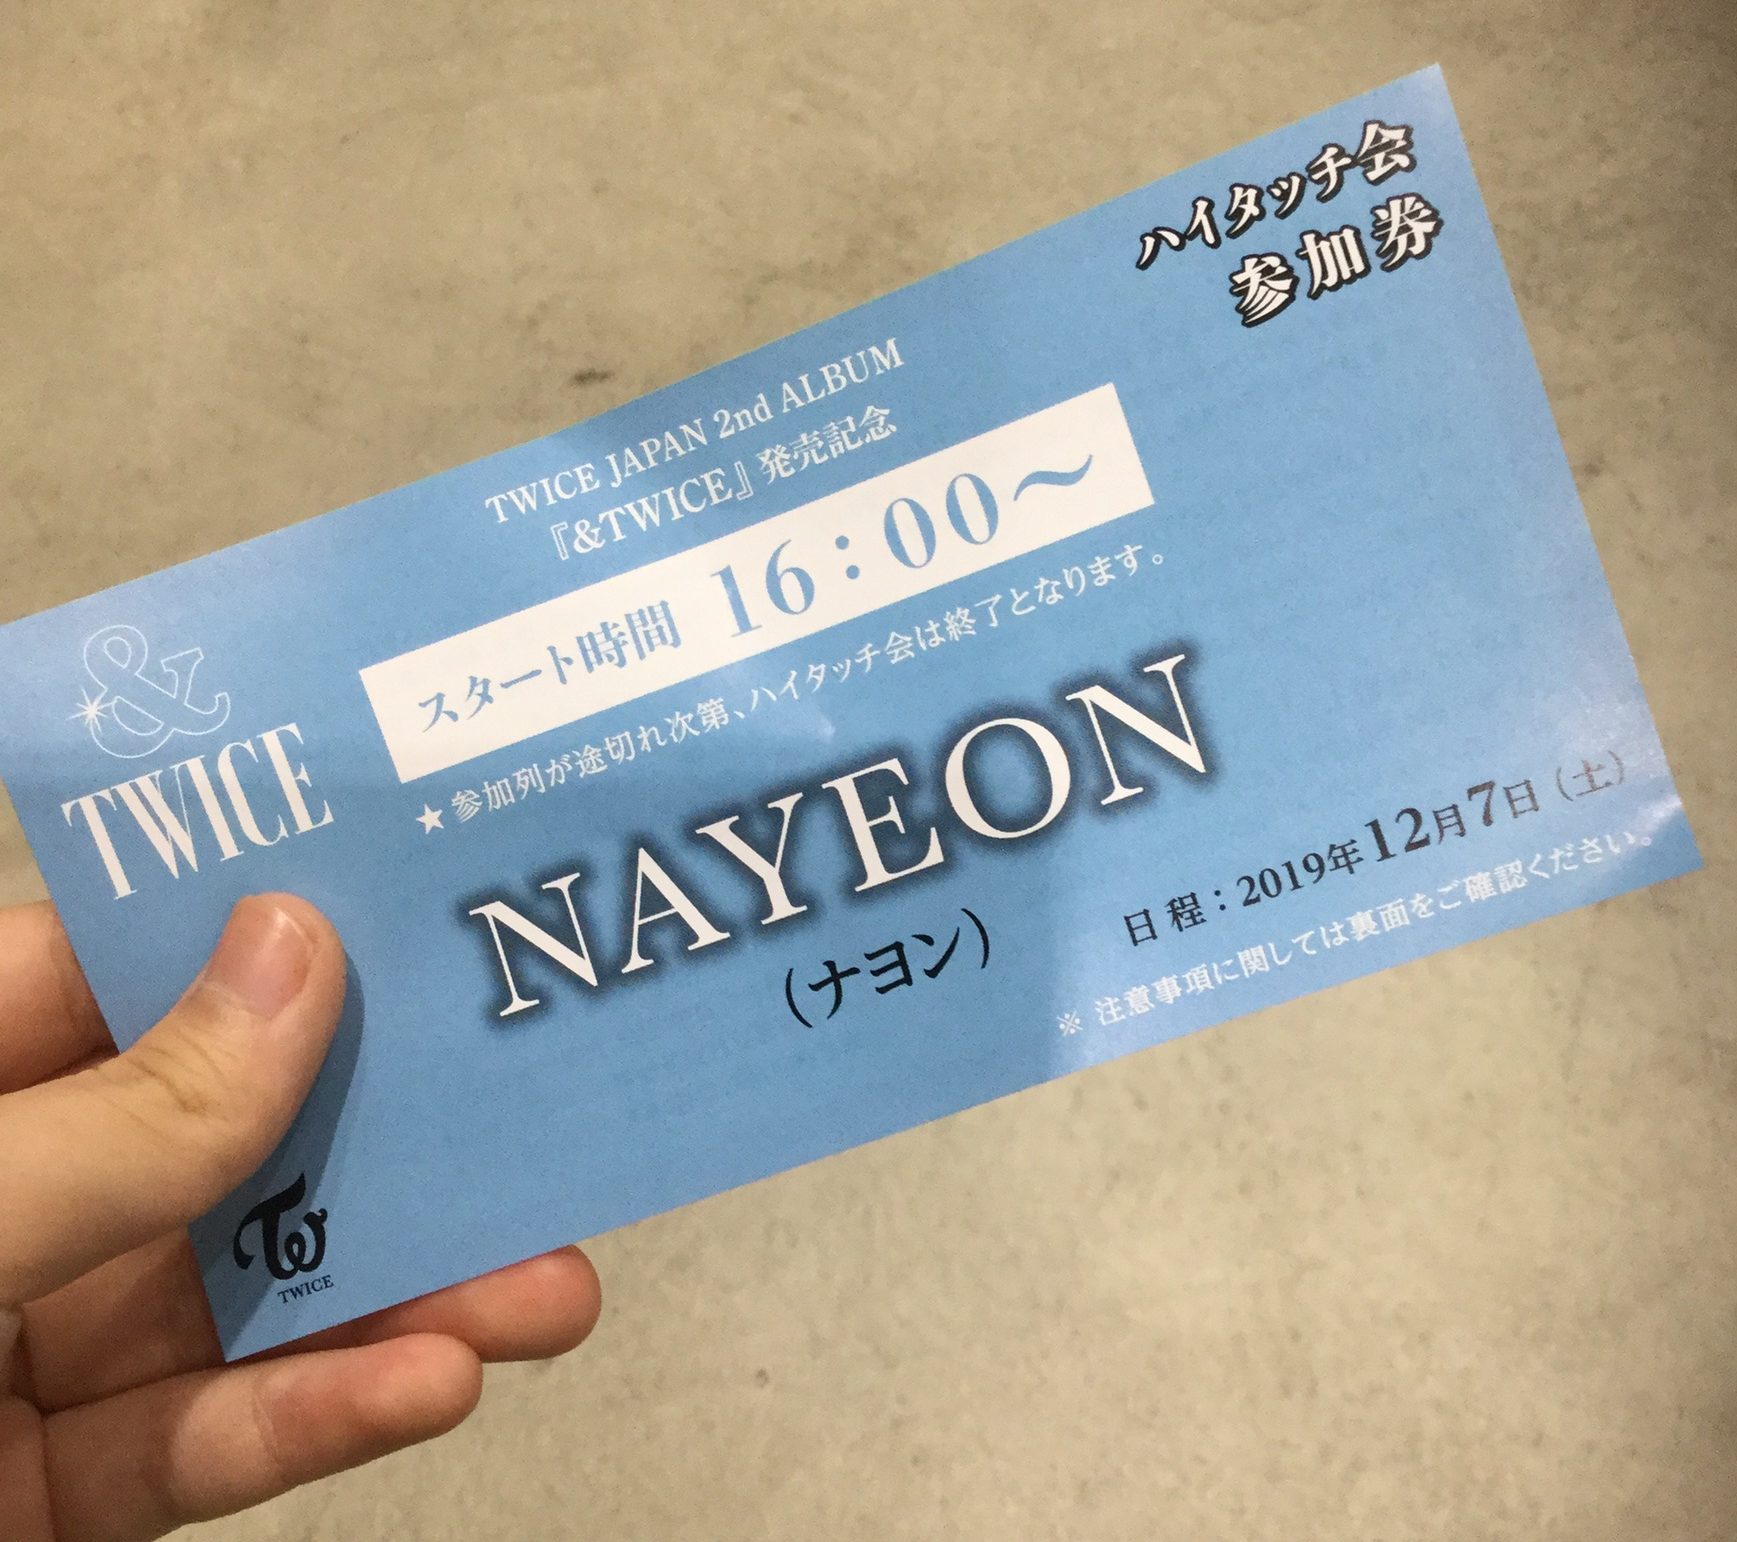 ハイタッチ会
参加券
TWICE JAPAN 2nd ALBUM
『&TWICE』発売記念
スタート時間 16:00〜
★参加列が途切れ次第、ハイタッチ会は終了となります。
&
TWICE
NAYEON
(ナヨン)
日程：2019年12月7日（土）
※ 注意事項に関しては裏面をご確認ください。
TW
TWICE